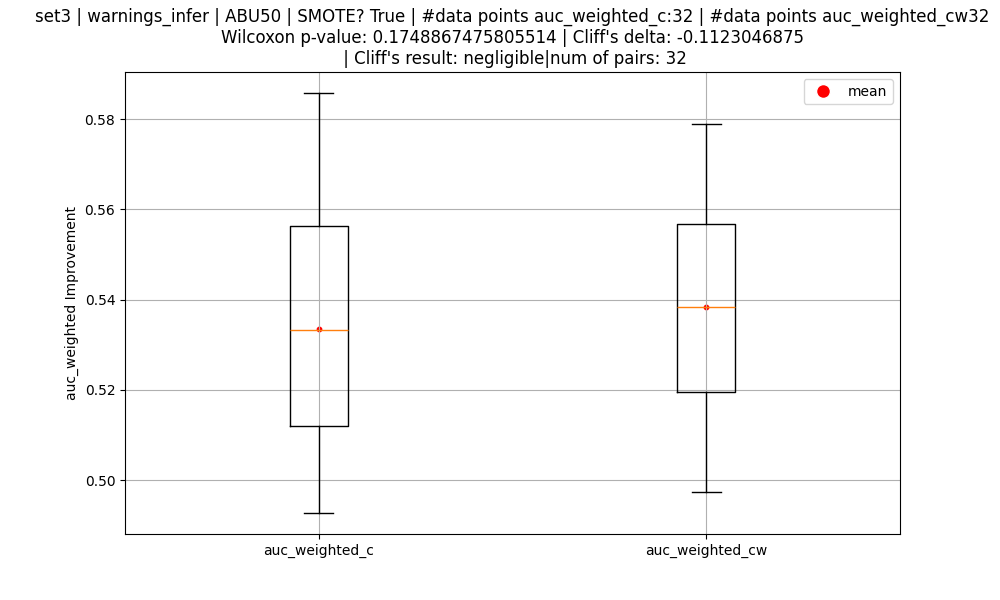 set3 | warnings_infer | ABU50 | SMOTE? True | #data points auc_weighted_c:32 | #data points auc_weighted_cw32
Wilcoxon p-value: 0.1748867475805514 | Cliff's delta: -0.1123046875
| Cliff's result: negligible|num of pairs: 32
mean
0.58
0.56
0.54
0.52
0.50
auc_weighted Improvement
auc_weighted_c
auc_weighted_cw